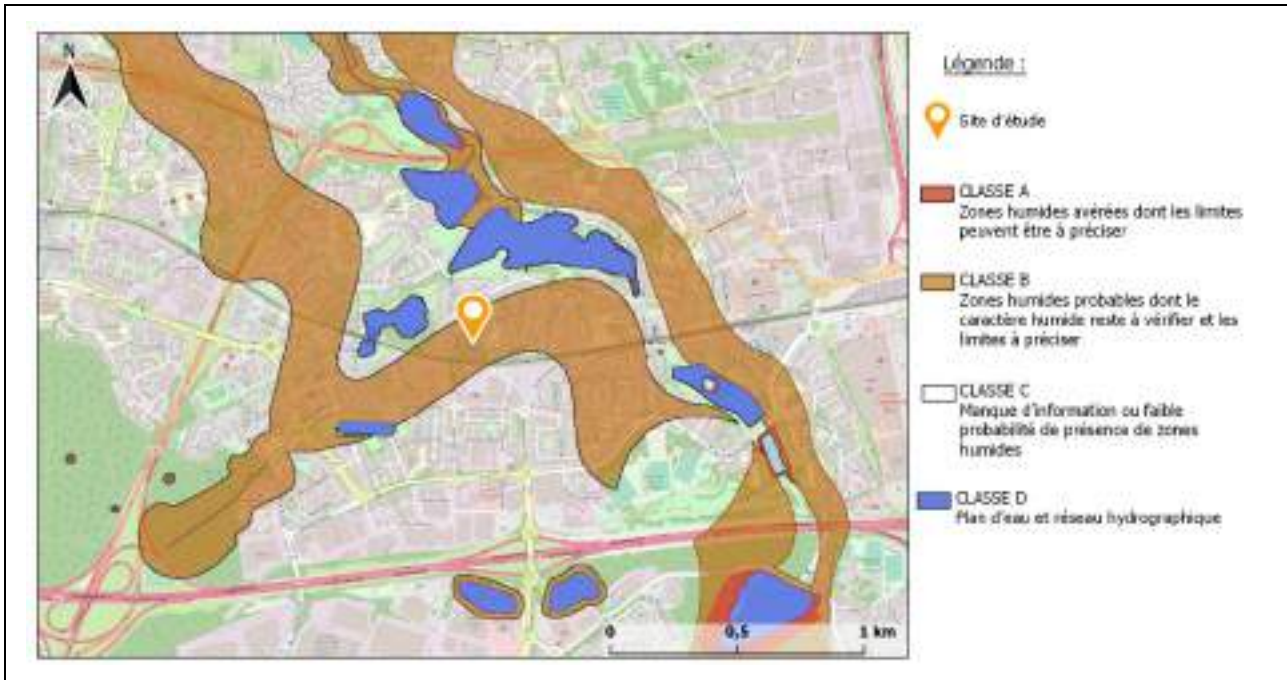 N
Légende :
Site d'étude
CLASSE A
Zones humides avérées dont les limites
peuvent être à préciser
CLASSE B
Zones humides probables dont le
caractère humide reste à vérifier et les
limites à préciser
CLASSE C
Manque d'information ou faible
probabilité de présence de zones
humides
CLASSE D
Plan d'eau et réseau hydrographique
0 0,5 1 km